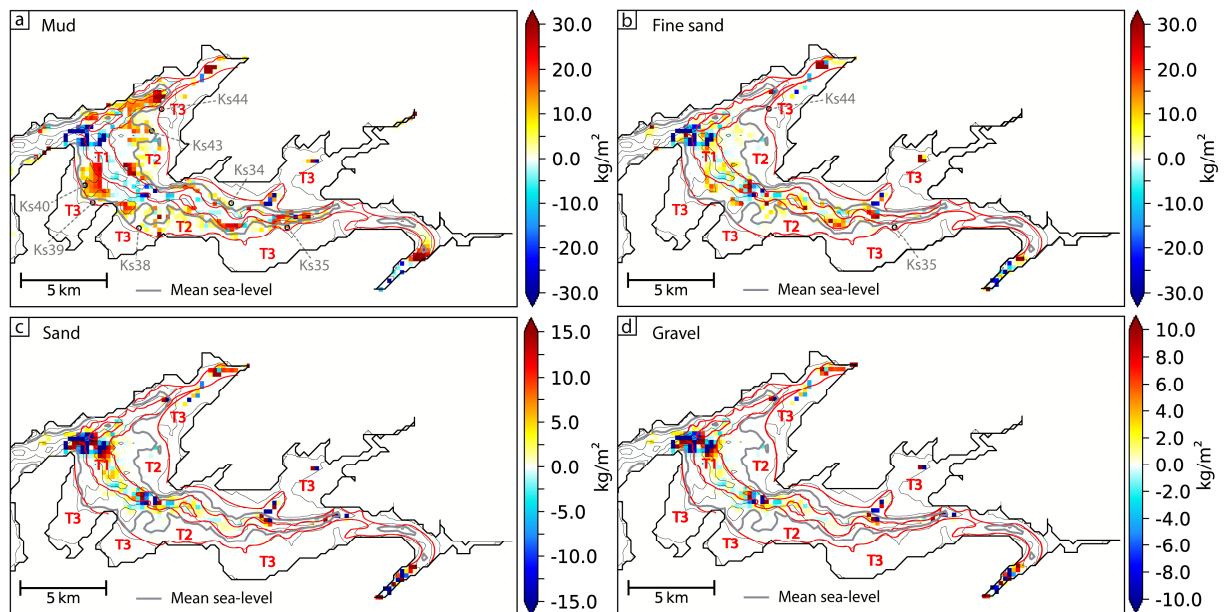 a Mud
30.0
20.0
10.0
0.0
-10.0
-20.0
-30.0
kg/m²
T3
Ks44
Ks43
T1
T2
Ks34
T3
Ks40
T3
Ks39
T3
Ks38
T2
T3
Ks35
5 km
Mean sea-level
b Fine sand
30.0
20.0
10.0
0.0
-10.0
-20.0
-30.0
kg/m²
T3
Ks44
T1
T2
T3
T3
T3
T2
T3
Ks35
5 km
Mean sea-level
c Sand
15.0
10.0
5.0
0.0
-5.0
-10.0
-15.0
kg/m²
T3
T1
T2
T3
T3
T3
T2
T3
5 km
Mean sea-level
d Gravel
10.0
8.0
6.0
4.0
2.0
0.0
-2.0
-4.0
-6.0
-8.0
-10.0
kg/m²
T3
T1
T2
T3
T3
T3
T2
T3
5 km
Mean sea-level